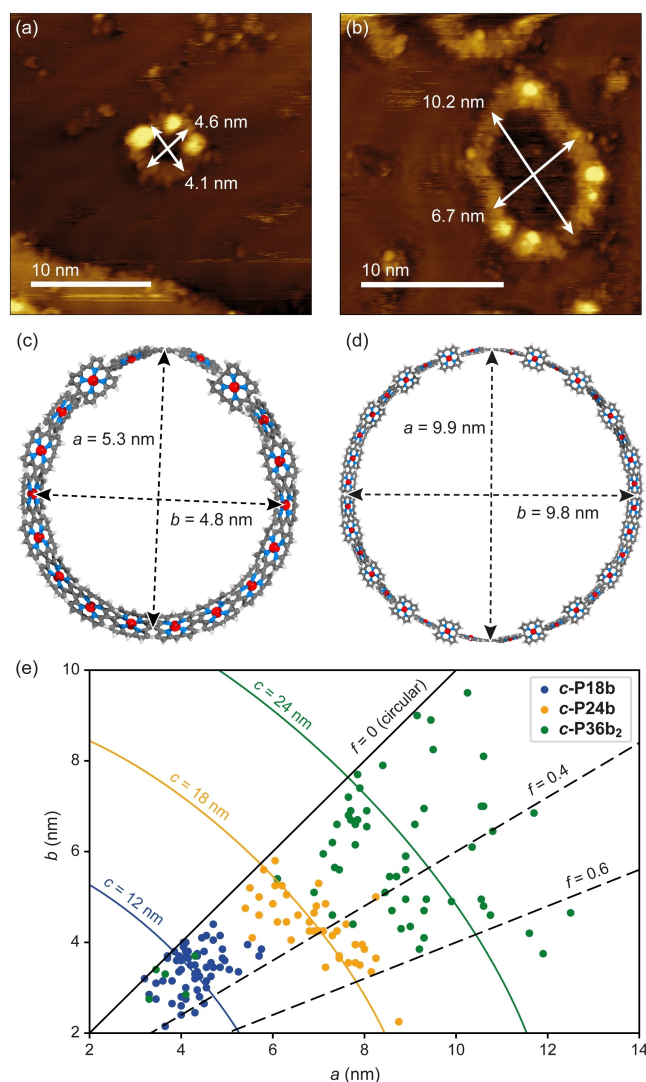 (a)
4.6 nm
4.1 nm
10 nm
(b)
10.2 nm
6.7 nm
10 nm
(c)
a = 5.3 nm
b = 4.8 nm
(d)
a = 9.9 nm
b = 9.8 nm
(e)
10
8
6
4
2
b (nm)
c = 24 nm
c = 18 nm
c = 12 nm
f = 0 (circular)
f = 0.4
f = 0.6
c-P18b
c-P24b
c-P36b₂
2
4
6
8
10
12
14
a (nm)